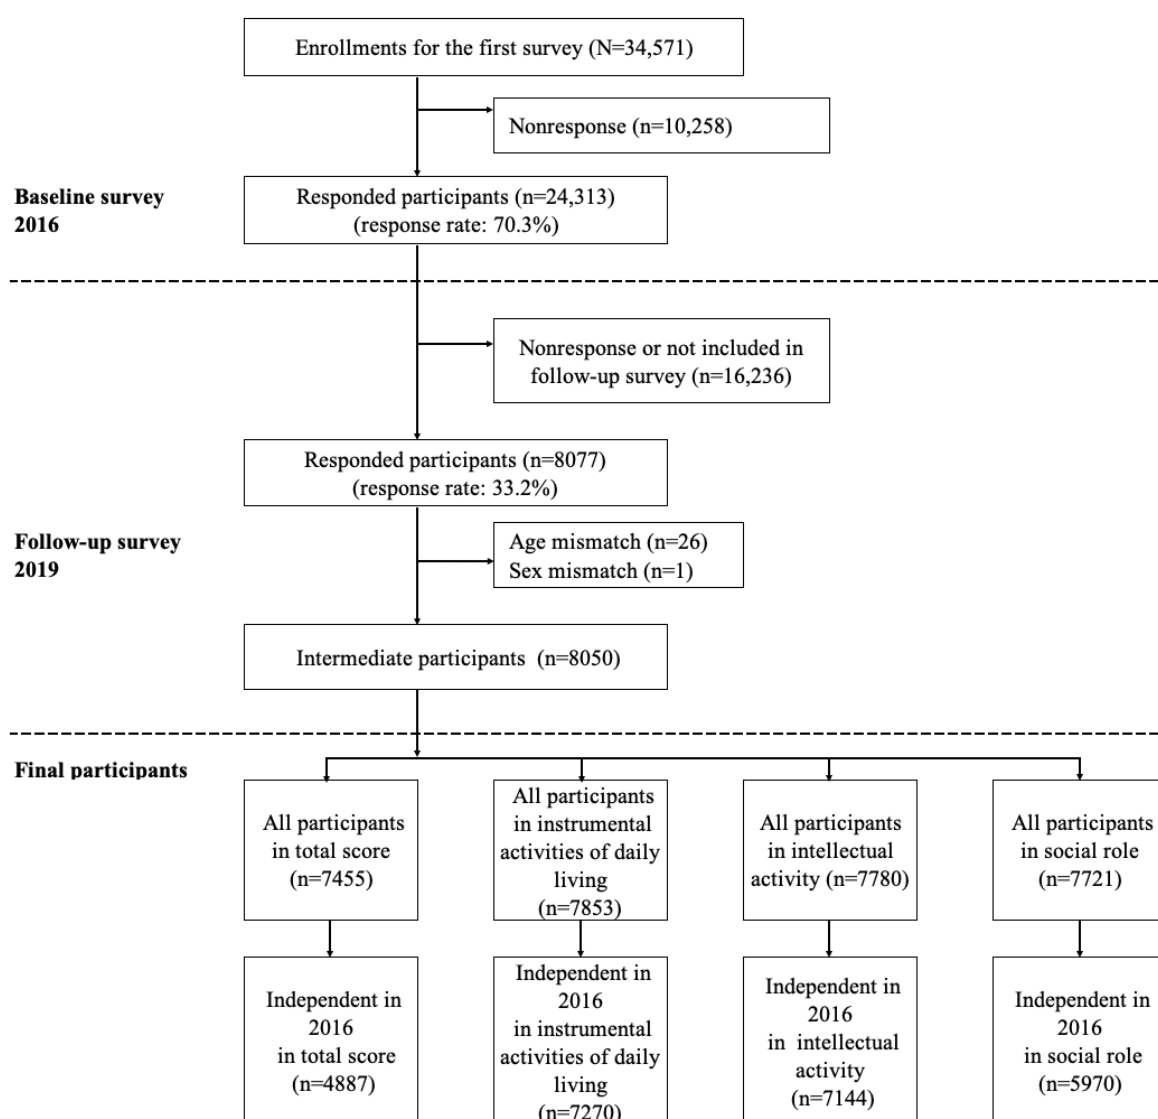 Enrollments for the first survey (N=34,571)
Nonresponse (n=10,258)
Baseline survey
2016
Responded participants (n=24,313)
(response rate: 70.3%)
Nonresponse or not included in
follow-up survey (n=16,236)
Responded participants (n=8077)
(response rate: 33.2%)
Follow-up survey
2019
Age mismatch (n=26)
Sex mismatch (n=1)
Intermediate participants (n=8050)
Final participants
All participants
in total score
(n=7455)
All participants
in instrumental
activities of daily
living
(n=7853)
All participants
in intellectual
activity (n=7780)
All participants
in social role
(n=7721)
Independent in
2016
in total score
(n=4887)
Independent in
2016
in instrumental
activities of daily
living
(n=7270)
Independent in
2016
in intellectual
activity
(n=7144)
Independent in
2016
in social role
(n=5970)